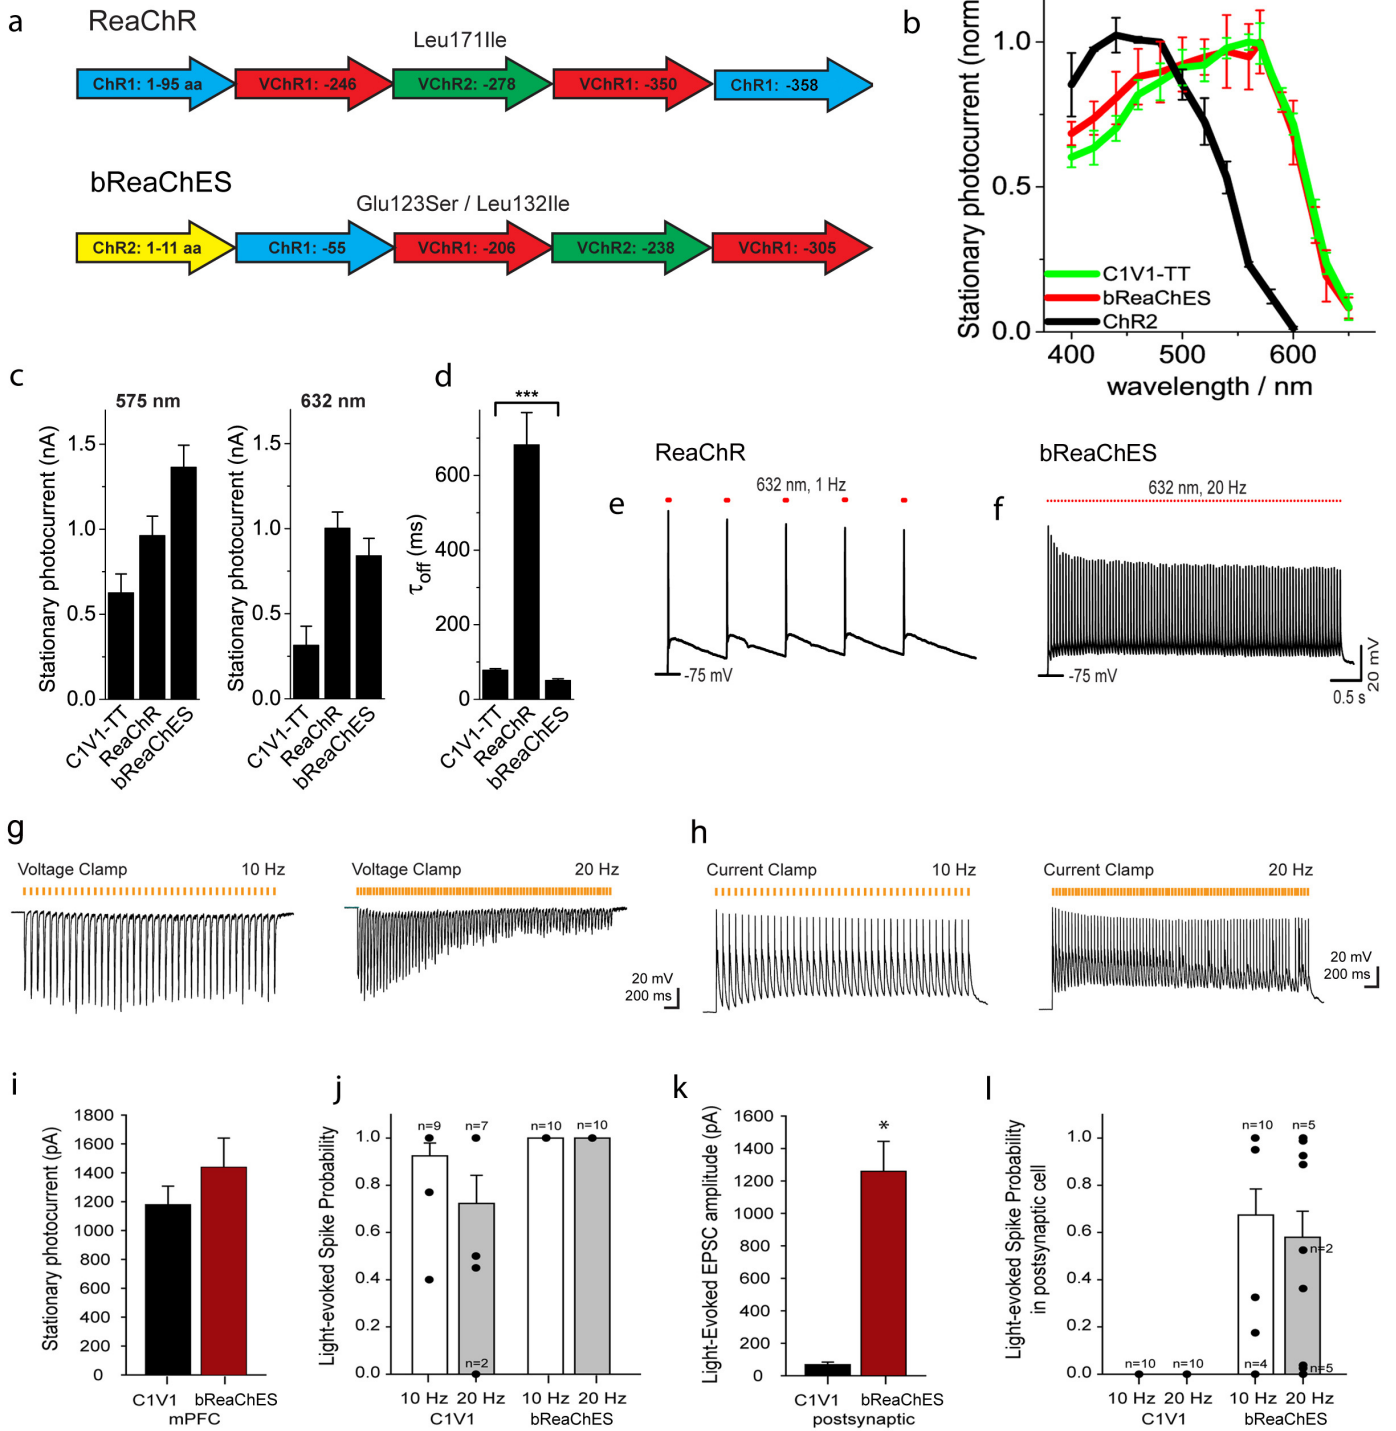 a
ReaChR
Leu171Ile
ChR1: 1-95 aa
VChR1: -246
VChR2: -278
VChR1: -350
ChR1: -358
bReaChES
Glu123Ser / Leu132Ile
ChR2: 1-11 aa
ChR1: -55
VChR1: -206
VChR2: -238
VChR1: -305
b
Stationary photocurrent (norm
1.0
0.5
0.0
C1V1-TT
bReaChES
ChR2
400
500
600
wavelength / nm
c
575 nm
Stationary photocurrent (nA)
1.5
1.0
0.5
0.0
C1V1-TT
ReaChR
bReaChES
632 nm
Stationary photocurrent (nA)
1.5
1.0
0.5
0.0
C1V1-TT
ReaChR
bReaChES
d
***
τoff (ms)
600
400
200
0
C1V1-TT
ReaChR
bReaChES
ReaChR
e
632 nm, 1 Hz
-75 mV
bReaChES
f
632 nm, 20 Hz
-75 mV
20 mV
0.5 s
g
Voltage Clamp
10 Hz
Voltage Clamp
20 Hz
20 mV
200 ms
h
Current Clamp
10 Hz
Current Clamp
20 Hz
20 mV
200 ms
i
Stationary photocurrent (pA)
1800
1600
1400
1200
1000
800
600
400
200
0
C1V1
bReaChES
mPFC
j
Light-evoked Spike Probability
1.0
0.8
0.6
0.4
0.2
0.0
n=9
n=7
n=10
n=10
n=2
10 Hz
20 Hz
10 Hz
20 Hz
C1V1
bReaChES
k
Light-Evoked EPSC amplitude (pA)
1800
1600
1400
1200
1000
800
600
400
200
0
*
C1V1
bReaChES
postsynaptic
l
Light-evoked Spike Probability
in postsynaptic cell
1.0
0.8
0.6
0.4
0.2
0.0
n=10
n=5
n=2
n=10
n=10
n=4
n=5
10 Hz
20 Hz
10 Hz
20 Hz
C1V1
bReaChES